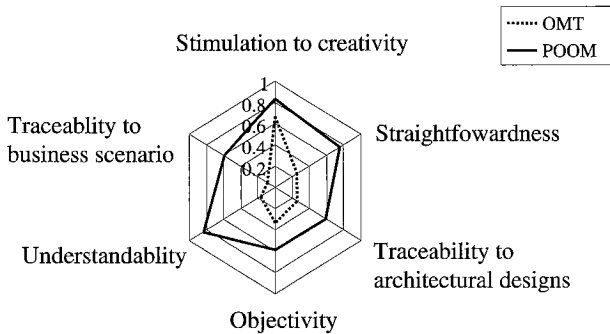 OMT
POOM
Stimulation to creativity
1
0.8
0.6
0.4
0.2
Traceablity to
business scenario
Straightfowardness
Understandablity
Traceability to
architectural designs
Objectivity